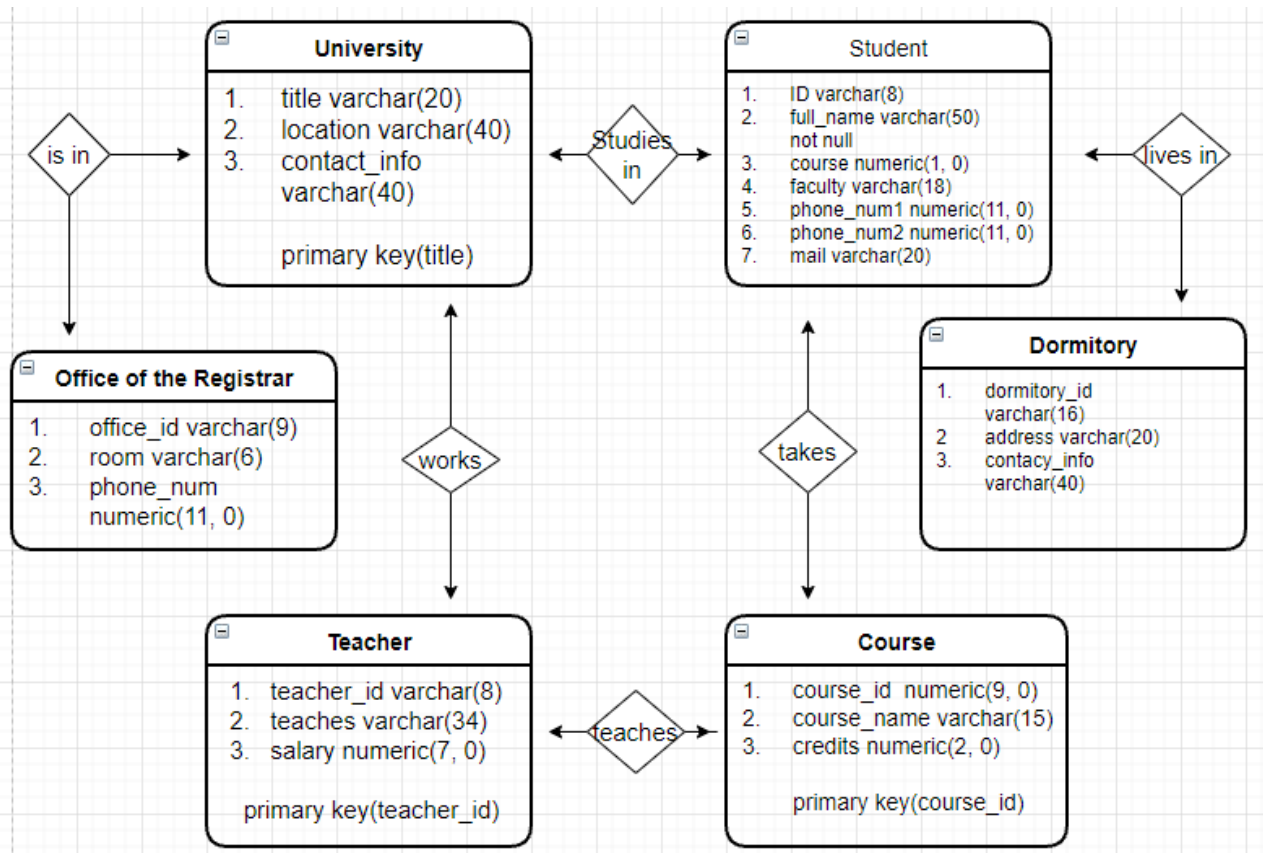 University
1. title varchar(20)
2. location varchar(40)
3. contact_info
varchar(40)
primary key(title)
Student
1. ID varchar(8)
2. full_name varchar(50)
not null
3. course numeric(1, 0)
4. faculty varchar(18)
5. phone_num1 numeric(11, 0)
6. phone_num2 numeric(11, 0)
7. mail varchar(20)
is in
Studies
in
lives in
Office of the Registrar
1. office_id varchar(9)
2. room varchar(6)
3. phone_num
numeric(11, 0)
works
takes
Dormitory
1. dormitory_id
varchar(16)
2 address varchar(20)
3. contacy_info
varchar(40)
Teacher
1. teacher_id varchar(8)
2. teaches varchar(34)
3. salary numeric(7, 0)
primary key(teacher_id)
teaches
Course
1. course_id numeric(9, 0)
2. course_name varchar(15)
3. credits numeric(2, 0)
primary key(course_id)